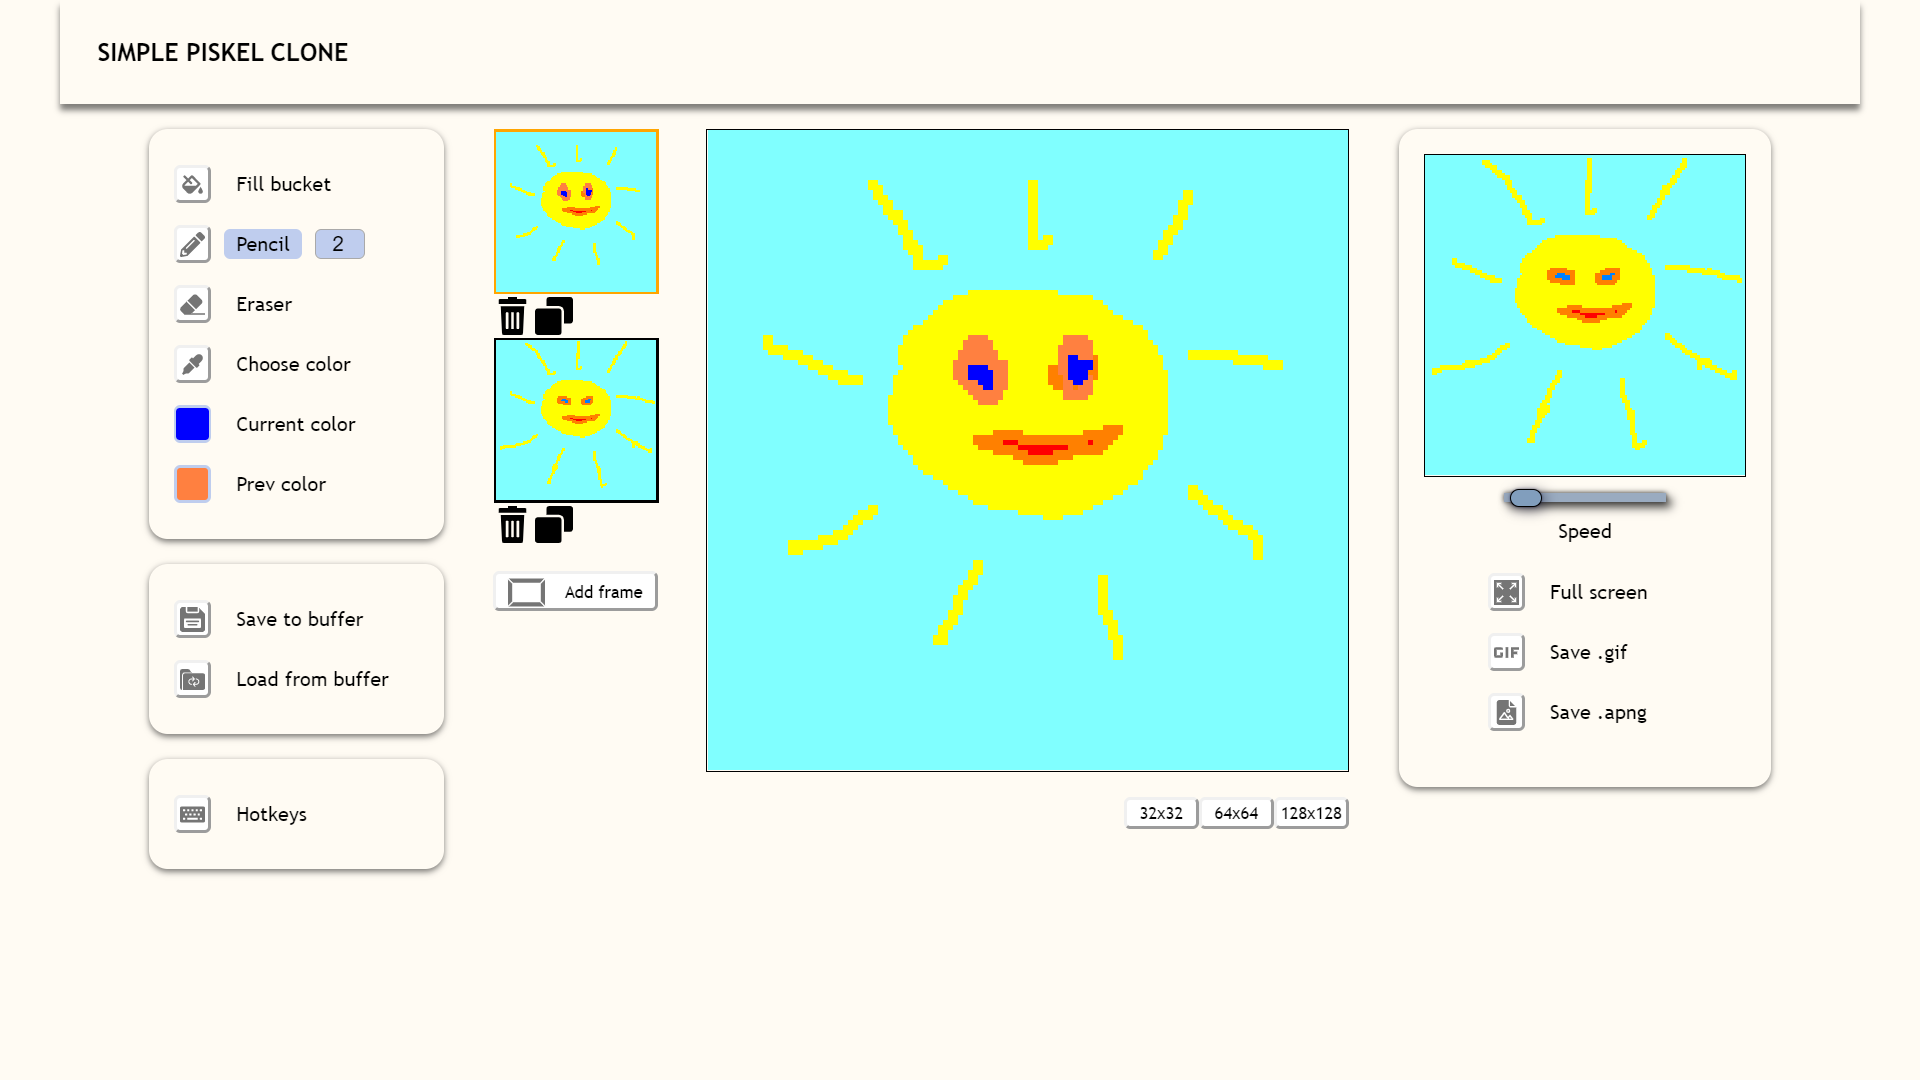 SIMPLE PISKEL CLONE
Fill bucket
Pencil 2
Eraser
Choose color
Current color
Prev color
Save to buffer
Load from buffer
Hotkeys
Add frame
32x32 64x64 128x128
Speed
Full screen
GIF Save .gif
Save .apng